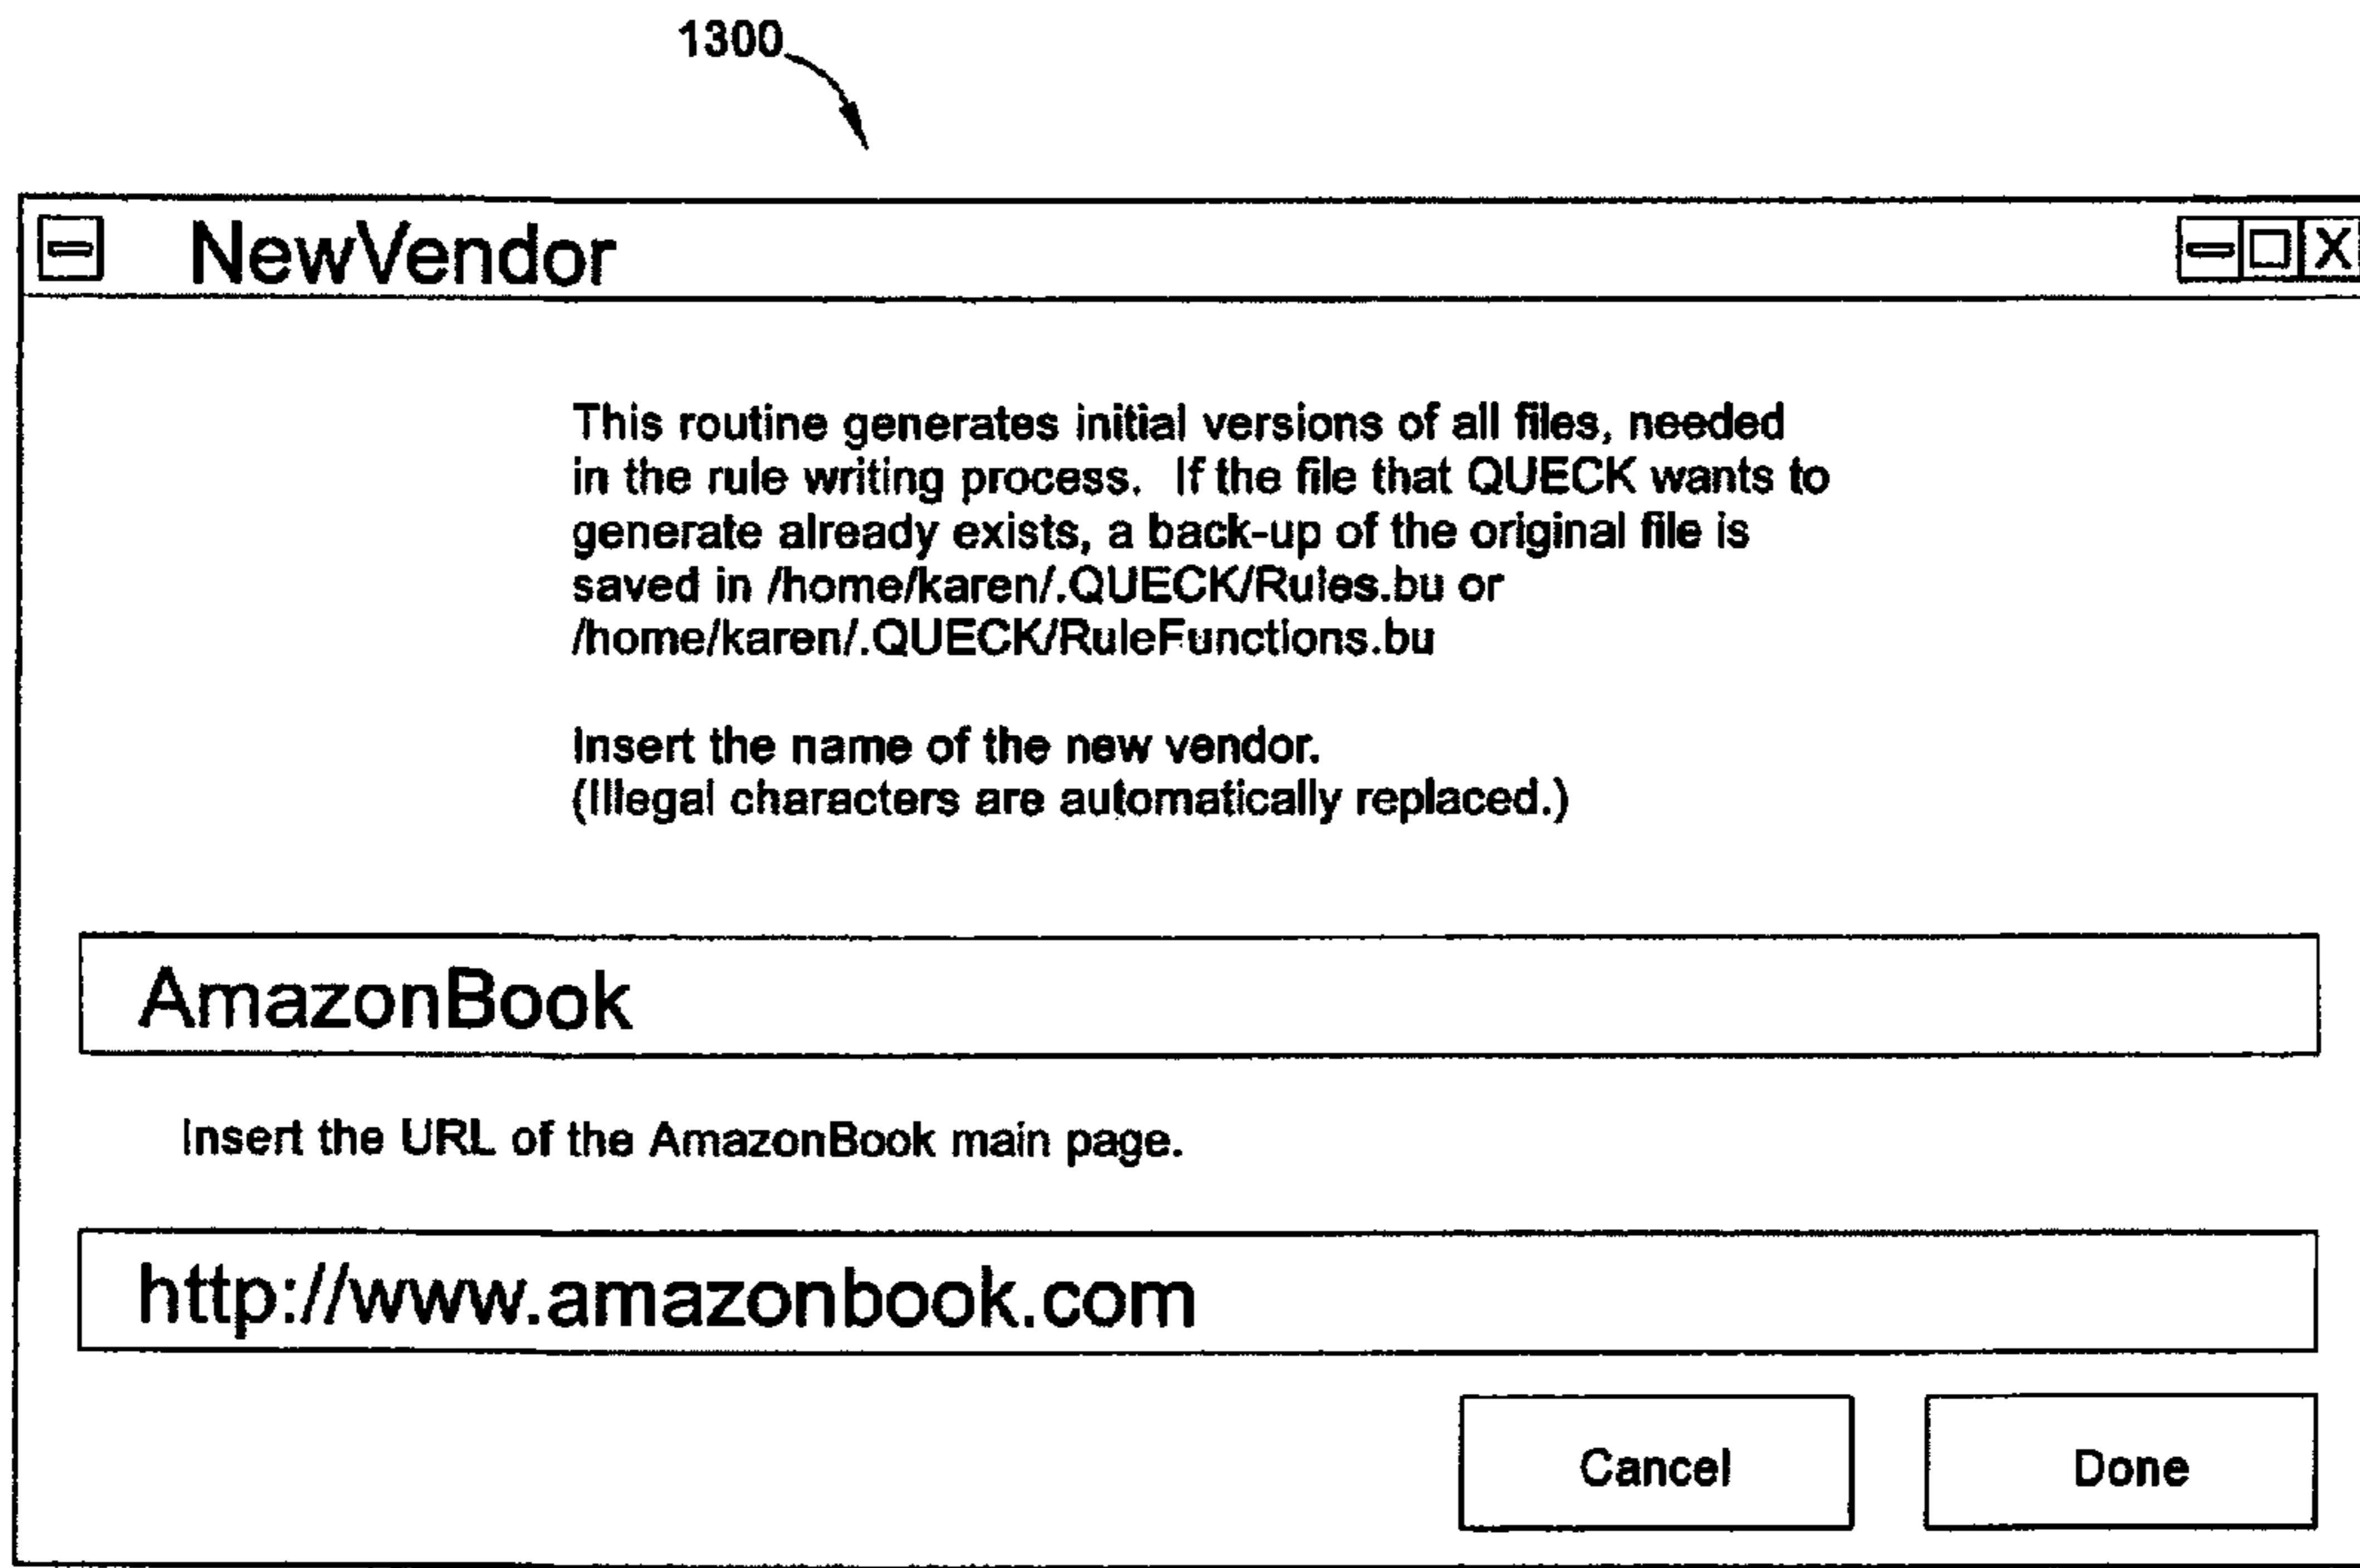 1300
NewVendor
This routine generates initial versions of all files, needed
in the rule writing process. If the file that QUECK wants to
generate already exists, a back-up of the original file is
saved in /home/karen/.QUECK/Rules.bu or
/home/karen/.QUECK/RuleFunctions.bu
Insert the name of the new vendor.
(Illegal characters are automatically replaced.)
AmazonBook
Insert the URL of the AmazonBook main page.
http://www.amazonbook.com
Cancel Done